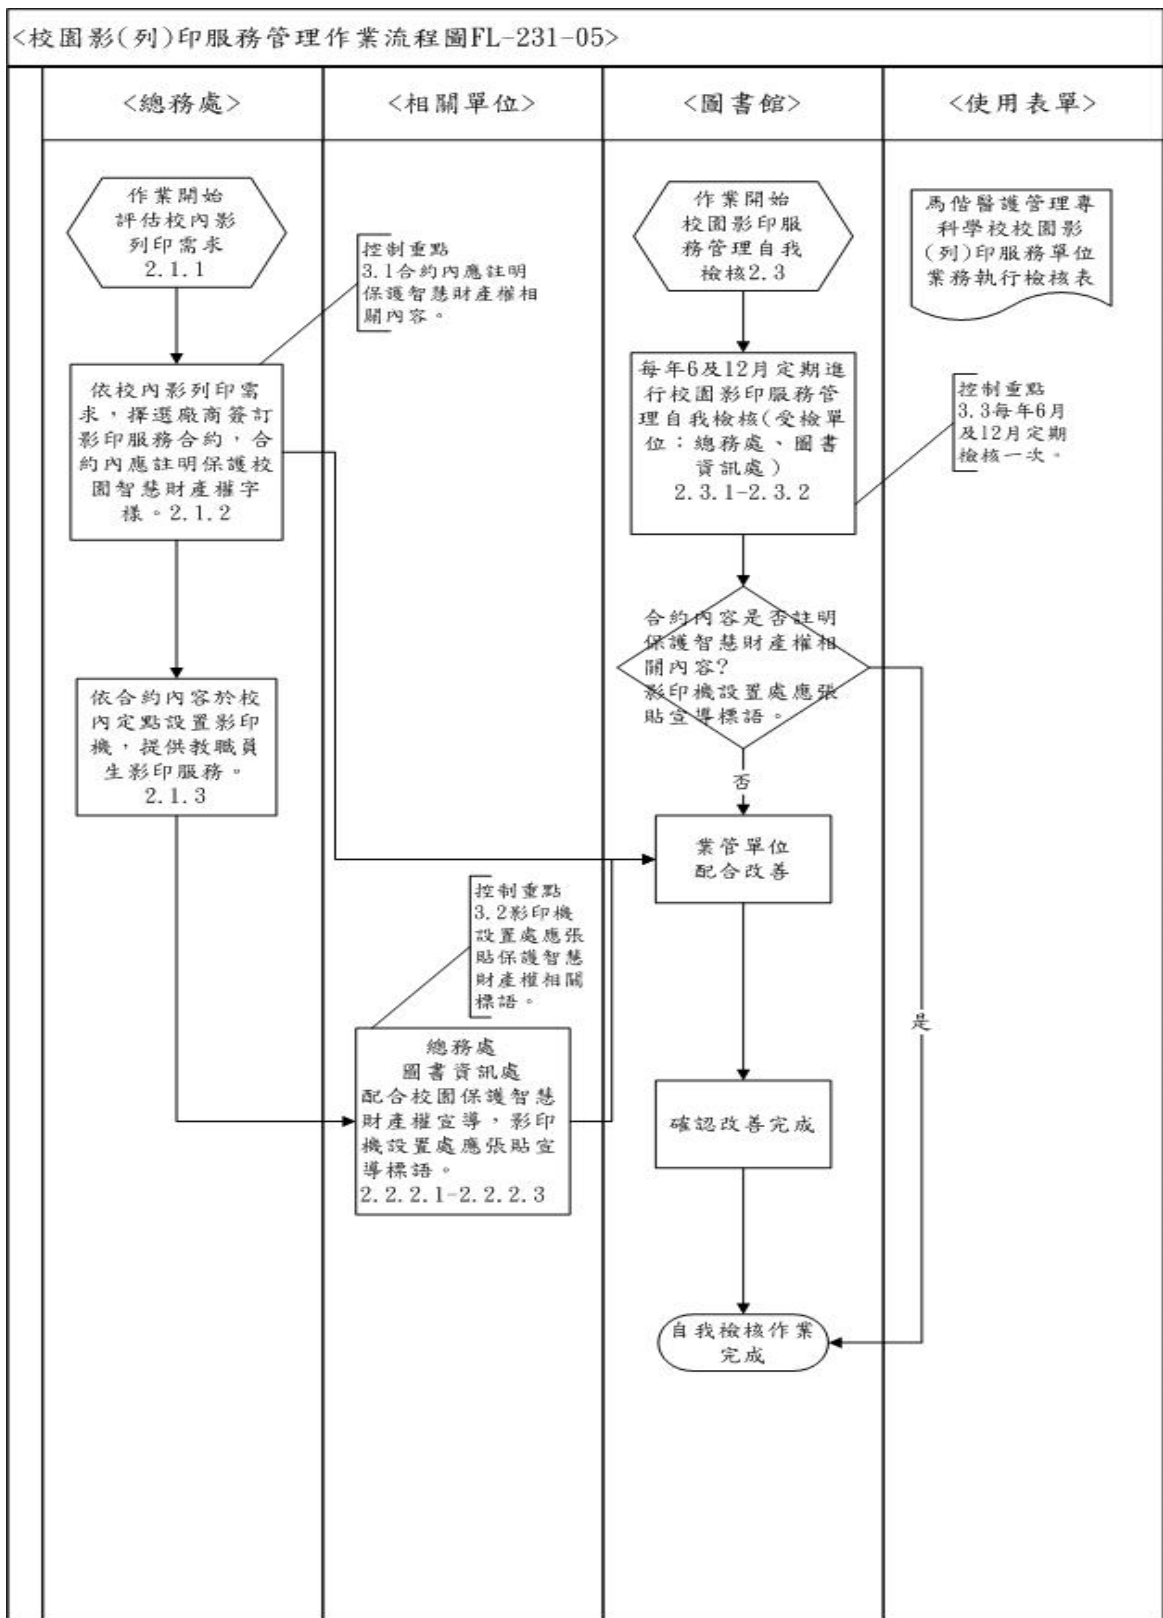 <校園影(列)印服務管理作業流程圖FL-231-05>
<總務處>
<相關單位>
<圖書館>
<使用表單>
作業開始
評估校內影
列印需求
2.1.1
控制重點
3.1合約內應註明
保護智慧財產權相
關內容。
依校內影列印需
求，擇選廠商簽訂
影印服務合約，合
約內應註明保護校
園智慧財產權字
樣。2.1.2
依合約內容於校
內定點設置影印
機，提供教職員
生影印服務。
2.1.3
控制重點
3.2影印機
設置處應張
貼保護智慧
財產權相關
標語。
總務處
圖書資訊處
配合校園保護智慧
財產權宣導，影印
機設置處應張貼宣
導標語。
2.2.2.1-2.2.2.3
作業開始
校園影印服
務管理自我
檢核2.3
每年6及12月定期進
行校園影印服務管
理自我檢核(受檢單
位：總務處、圖書
資訊處)
2.3.1-2.3.2
合約內容是否註明
保護智慧財產權相
關內容?
影印機設置處應張
貼宣導標語。
否
業管單位
配合改善
確認改善完成
是
自我檢核作業
完成
馬偕醫護管理專
科學校校園影
(列)印服務單位
業務執行檢核表
控制重點
3.3每年6月
及12月定期
檢核一次。